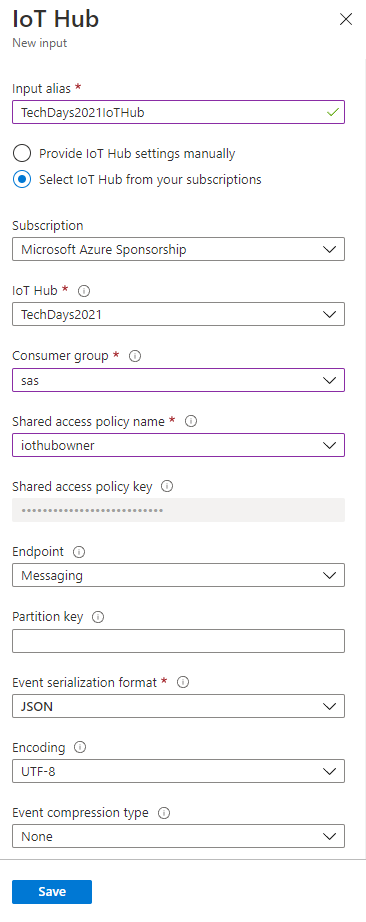 IoT Hub
New input
Input alias *
TechDays2021IoTHub
Provide IoT Hub settings manually
Select IoT Hub from your subscriptions
Subscription
Microsoft Azure Sponsorship
IoT Hub *
TechDays2021
Consumer group *
sas
Shared access policy name *
iothubowner
Shared access policy key
••••••••••••••••••••••••••••
Endpoint
Messaging
Partition key
Event serialization format *
JSON
Encoding
UTF-8
Event compression type
None
Save